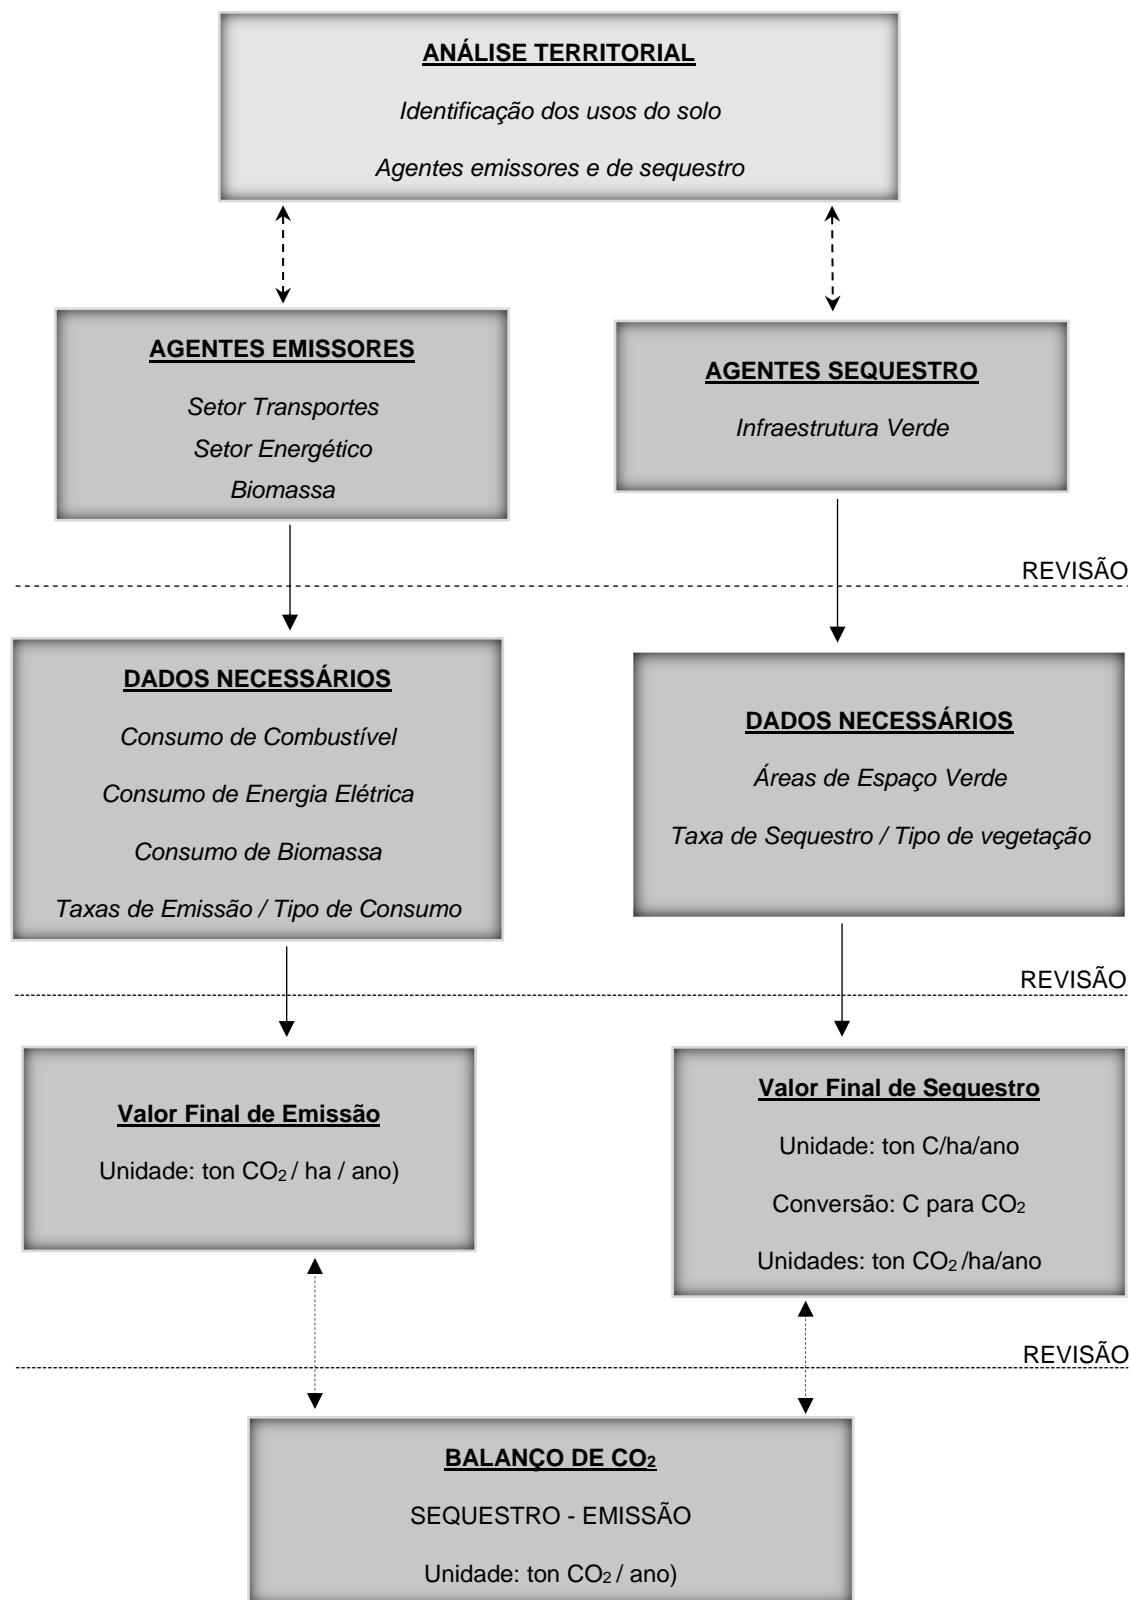 ANÁLISE TERRITORIAL
Identificação dos usos do solo
Agentes emissores e de sequestro
AGENTES EMISSORES
Setor Transportes
Setor Energético
Biomassa
AGENTES SEQUESTRO
Infraestrutura Verde
REVISÃO
DADOS NECESSÁRIOS
Consumo de Combustível
Consumo de Energia Elétrica
Consumo de Biomassa
Taxas de Emissão / Tipo de Consumo
DADOS NECESSÁRIOS
Áreas de Espaço Verde
Taxa de Sequestro / Tipo de vegetação
REVISÃO
Valor Final de Emissão
Unidade: ton CO₂ / ha / ano)
Valor Final de Sequestro
Unidade: ton C/ha/ano
Conversão: C para CO₂
Unidades: ton CO₂ /ha/ano
REVISÃO
BALANÇO DE CO₂
SEQUESTRO - EMISSÃO
Unidade: ton CO₂ / ano)